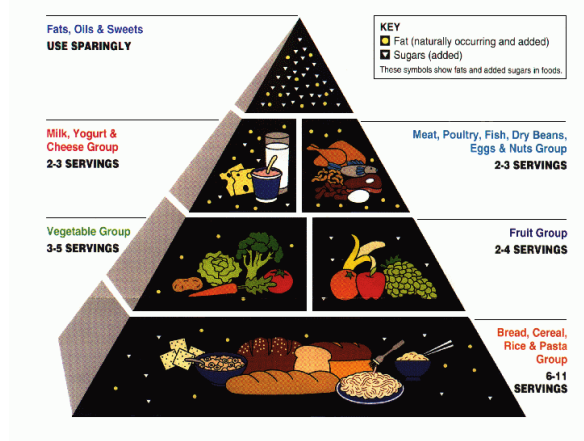 Fats, Oils & Sweets
USE SPARINGLY
KEY
Fat (naturally occurring and added)
Sugars (added)
These symbols show fats and added sugars in foods.
Milk, Yogurt &
Cheese Group
2-3 SERVINGS
Meat, Poultry, Fish, Dry Beans,
Eggs & Nuts Group
2-3 SERVINGS
Vegetable Group
3-5 SERVINGS
Fruit Group
2-4 SERVINGS
Bread, Cereal,
Rice & Pasta
Group
6-11
SERVINGS